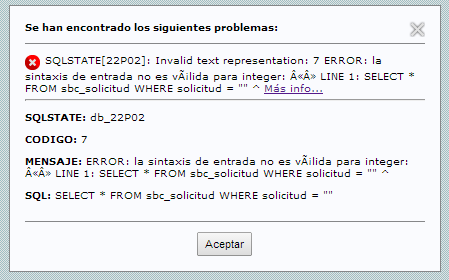 Se han encontrado los siguientes problemas:
SQLSTATE[22P02]: Invalid text representation: 7 ERROR: la
sintaxis de entrada no es vÃ¡lida para integer:
Â«Â» LINE 1: SELECT *
FROM sbc_solicitud WHERE solicitud = "" ^ Más info...
SQLSTATE: db_22P02
CODIGO: 7
MENSAJE: ERROR: la sintaxis de entrada no es vÃ¡lida para integer:
Â«Â» LINE 1: SELECT * FROM sbc_solicitud WHERE solicitud = "" ^
SQL: SELECT * FROM sbc_solicitud WHERE solicitud = ""
Aceptar